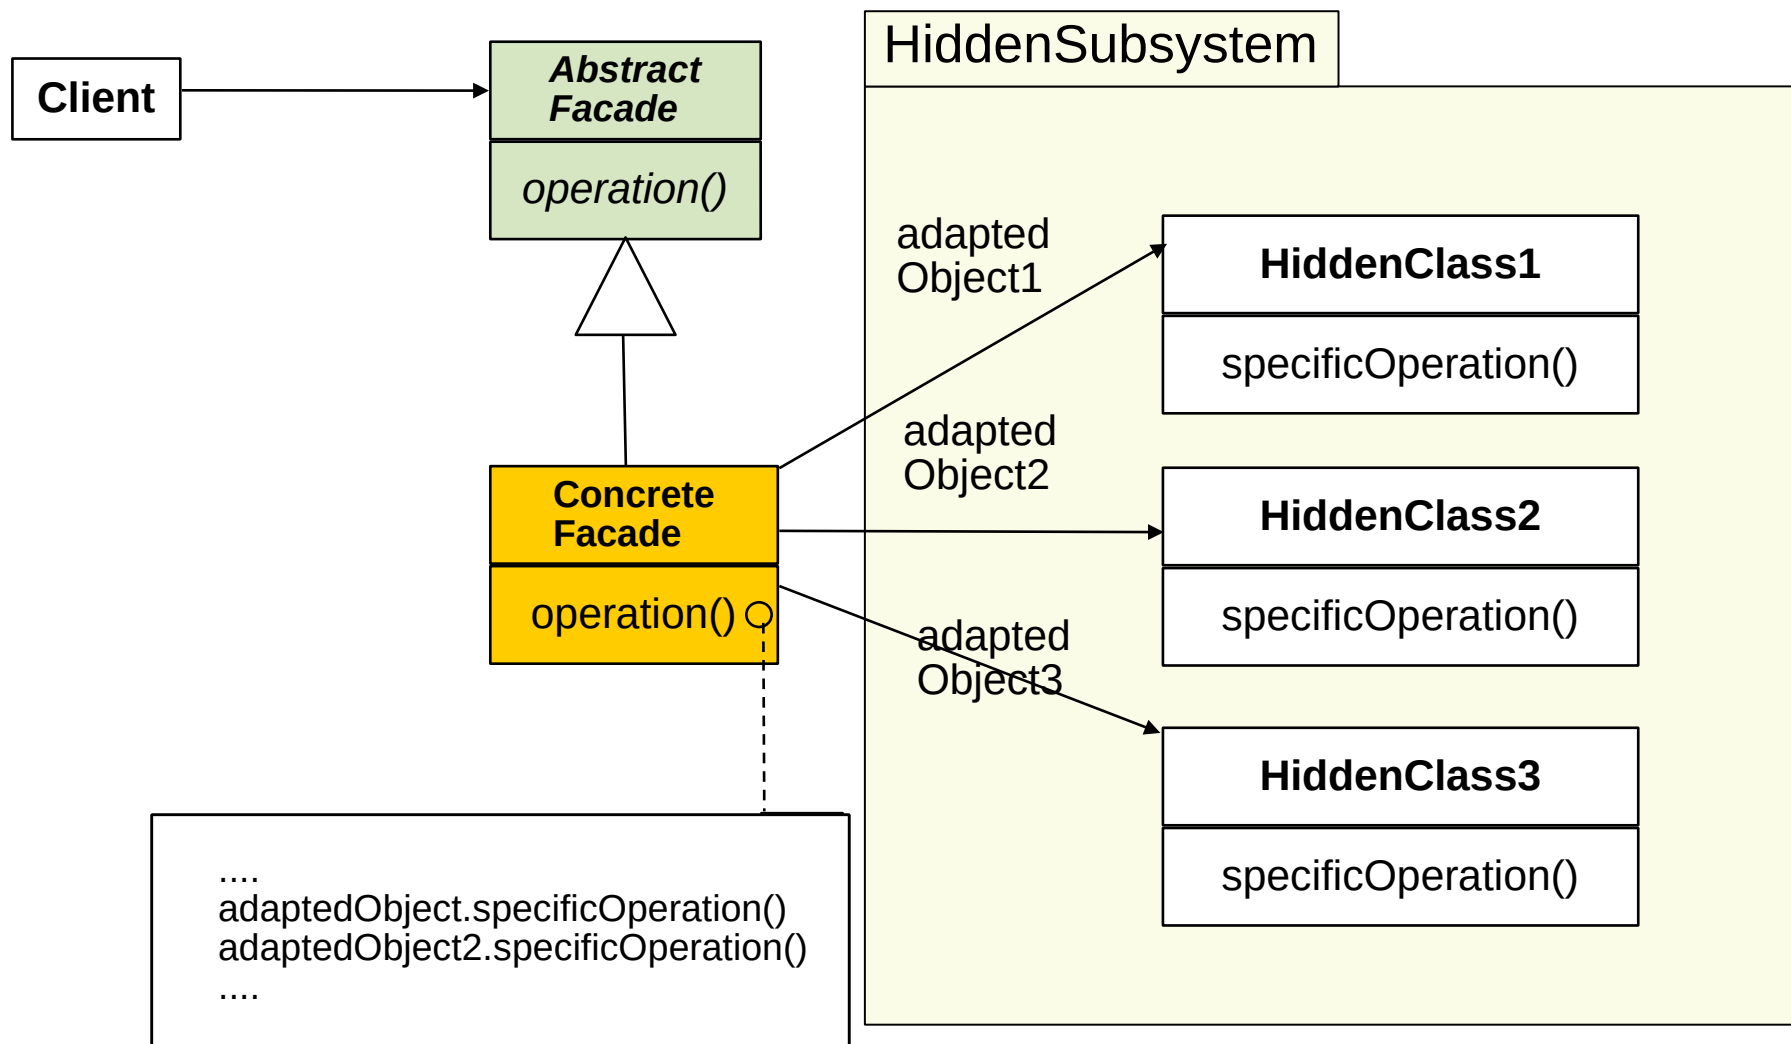 HiddenSubsystem
Client
Abstract
Facade
operation()
adapted
Object1
HiddenClass1
specificOperation()
adapted
Object2
Concrete
Facade
operation()
HiddenClass2
specificOperation()
adapted
Object3
HiddenClass3
specificOperation()
....
adaptedObject.specificOperation()
adaptedObject2.specificOperation()
....